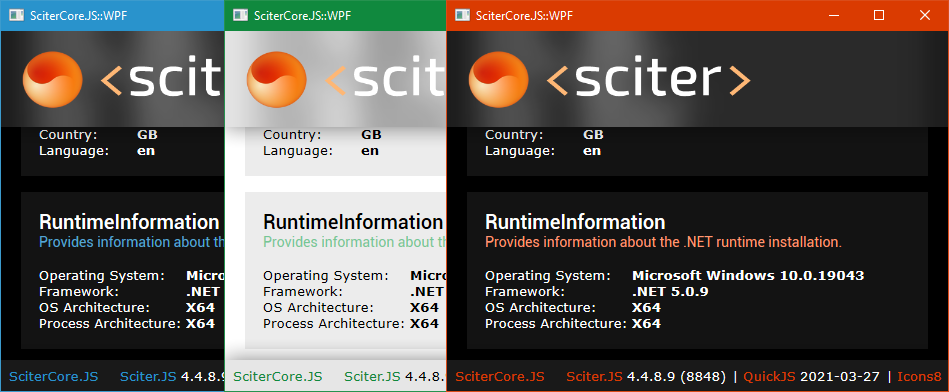 SciterCore.JS::WPF
<sciter
Country: GB
Language: en
RuntimeInformation
Provides information about th
Operating System: Micro
Framework: .NET
OS Architecture: X64
Process Architecture: X64
SciterCore.JS Sciter.JS 4.4.8.9
SciterCore.JS::WPF
<sciter
Country: GB
Language: en
RuntimeInformation
Provides information about th
Operating System: Micro
Framework: .NET
OS Architecture: X64
Process Architecture: X64
SciterCore.JS Sciter.JS 4.4.8.
SciterCore.JS::WPF
<sciter>
Country: GB
Language: en
RuntimeInformation
Provides information about the .NET runtime installation.
Operating System: Microsoft Windows 10.0.19043
Framework: .NET 5.0.9
OS Architecture: X64
Process Architecture: X64
SciterCore.JS Sciter.JS 4.4.8.9 (8848) | QuickJS 2021-03-27 | Icons8